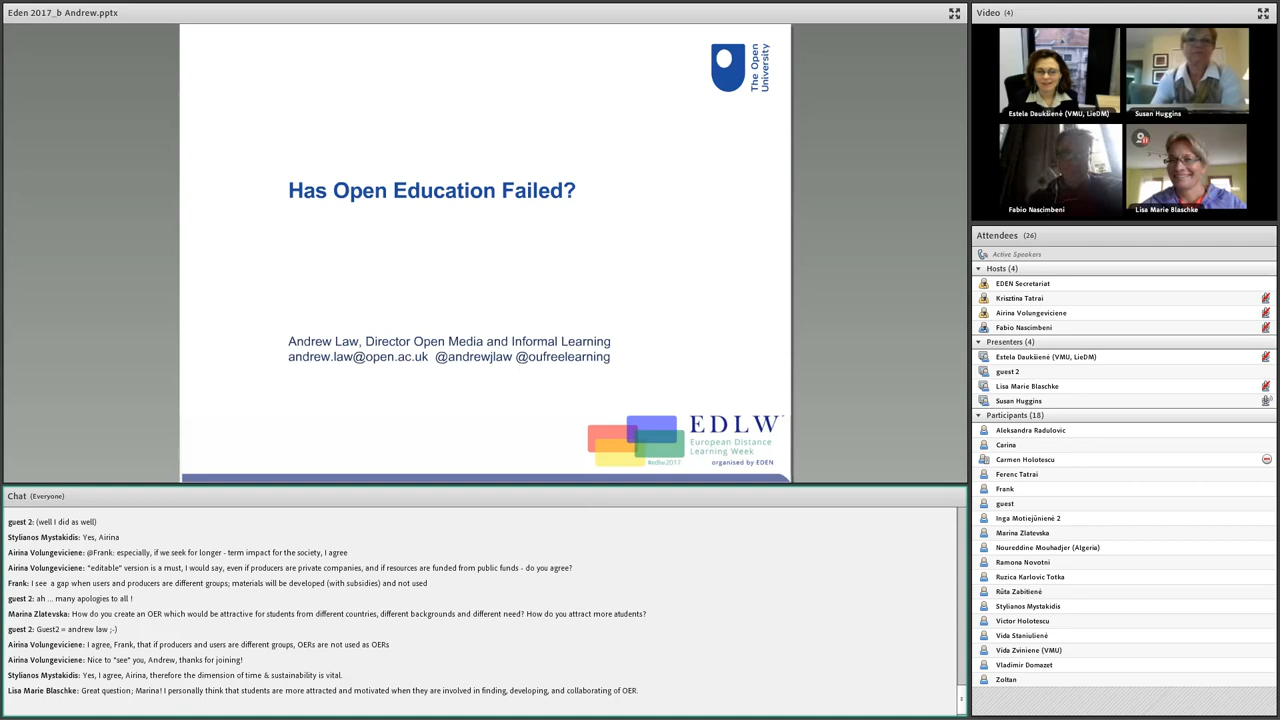 Eden 2017_b Andrew.pptx
The Open
University
Has Open Education Failed?
Andrew Law, Director Open Media and Informal Learning
andrew.law@open.ac.uk @andrewjlaw @oufreelearning
EDLW
European Distance
Learning Week
#edlw2017
organised by EDEN
Chat (Everyone)
guest 2: (well I did as well)
Stylianos Mystakidis: Yes, Airina
Airina Volungeviciene: @Frank: especially, if we seek for longer - term impact for the society, I agree
Airina Volungeviciene: "editable" version is a must, I would say, even if producers are private companies, and if resources are funded from public funds - do you agree?
Frank: I see a gap when users and producers are different groups; materials will be developed (with subsidies) and not used
guest 2: ah ... many apologies to all !
Marina Zlatevska: How do you create an OER which would be attractive for students from different countries, different backgrounds and different need? How do you attract more atudents?
guest 2: Guest2 = andrew law ;-)
Airina Volungeviciene: I agree, Frank, that if producers and users are different groups, OERs are not used as OERs
Airina Volungeviciene: Nice to "see" you, Andrew, thanks for joining!
Stylianos Mystakidis: Yes, I agree, Airina, therefore the dimension of time & sustainability is vital.
Lisa Marie Blaschke: Great question; Marina! I personally think that students are more attracted and motivated when they are involved in finding, developing, and collaborating of OER.
Video (4)
Estela Daukšienė (VMU, LieDM)
Susan Huggins
Fabio Nascimbeni
Lisa Marie Blaschke
Attendees (26)
Active Speakers
Hosts (4)
EDEN Secretariat
Krisztina Tatrai
Airina Volungeviciene
Fabio Nascimbeni
Presenters (4)
Estela Daukšienė (VMU, LieDM)
guest 2
Lisa Marie Blaschke
Susan Huggins
Participants (18)
Aleksandra Radulovic
Carina
Carmen Holotescu
Ferenc Tatrai
Frank
guest
Inga Motiejūnienė 2
Marina Zlatevska
Noureddine Mouhadjer (Algeria)
Ramona Novotni
Ruzica Karlovic Totka
Rūta Zabitienė
Stylianos Mystakidis
Victor Holotescu
Vida Staniulienė
Vida Zviniene (VMU)
Vladimir Domazet
Zoltan